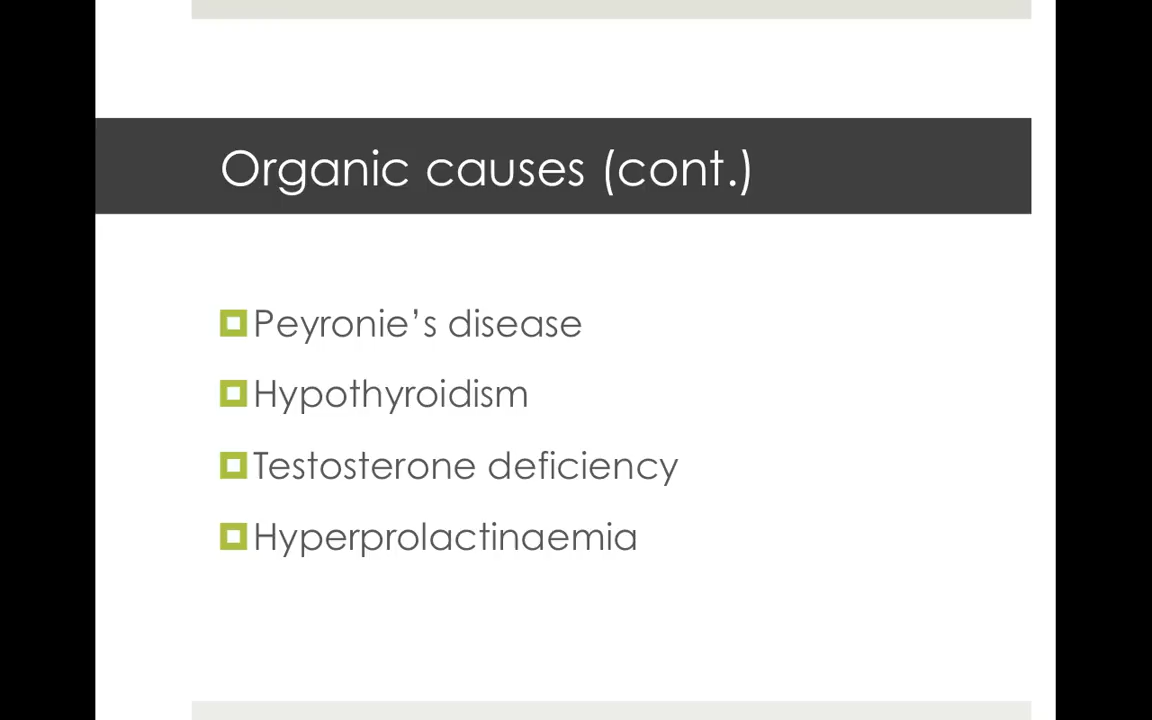 Organic causes (cont.)
Peyronie’s disease
Hypothyroidism
Testosterone deficiency
Hyperprolactinaemia